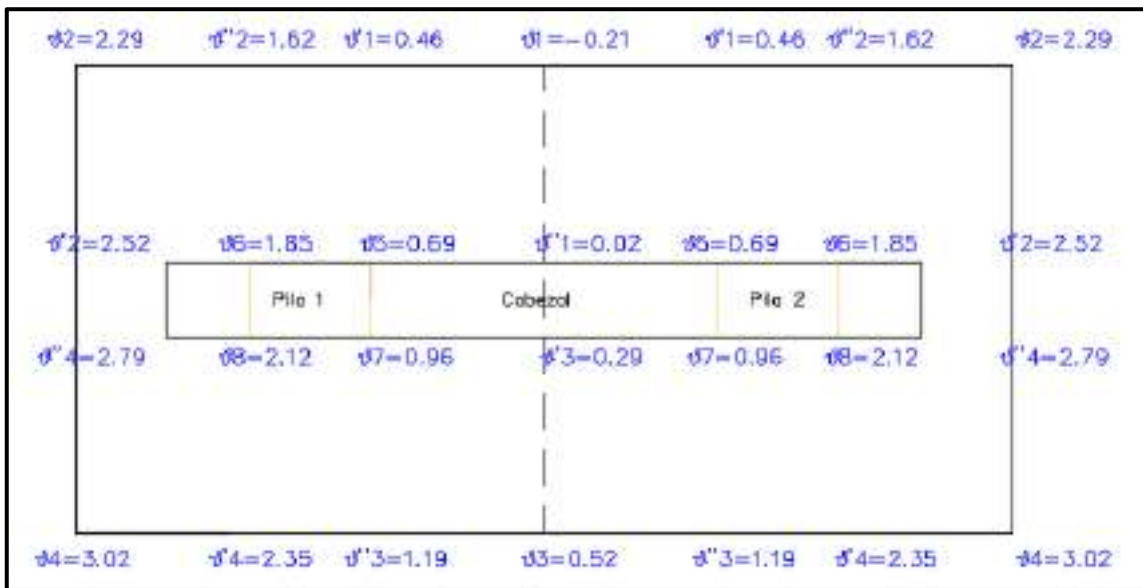 ϑ2=2.29 ϑ''2=1.62 ϑ'1=0.46 ϑ1=-0.21 ϑ'1=0.46 ϑ''2=1.62 ϑ2=2.29
ϑ'2=2.52 ϑ6=1.85 ϑ5=0.69 ϑ''1=0.02 ϑ5=0.69 ϑ6=1.85 ϑ'2=2.52
Pila 1 Cabezal Pila 2
ϑ''4=2.79 ϑ8=2.12 ϑ7=0.96 ϑ'3=0.29 ϑ7=0.96 ϑ8=2.12 ϑ''4=2.79
ϑ4=3.02 ϑ'4=2.35 ϑ''3=1.19 ϑ3=0.52 ϑ''3=1.19 ϑ'4=2.35 ϑ4=3.02